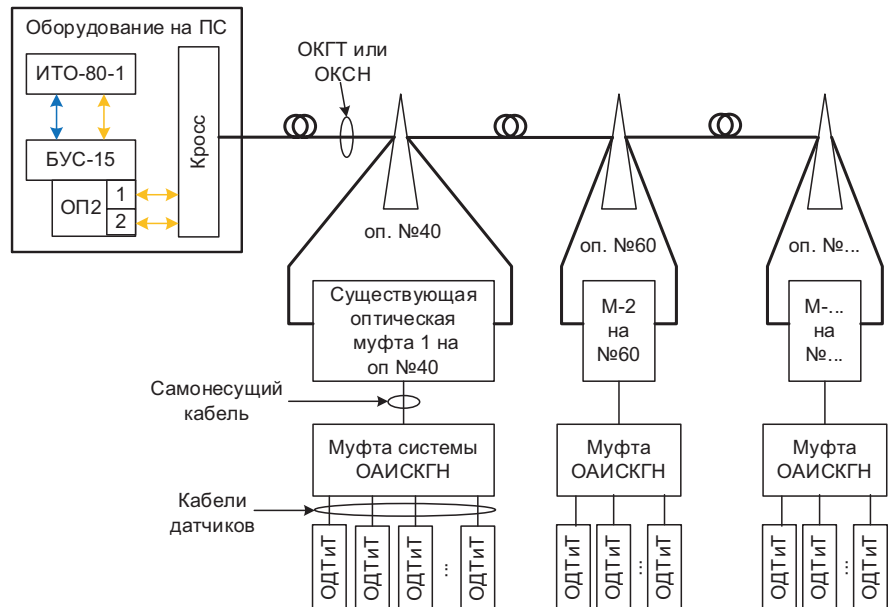 Оборудование на ПС
ИТО-80-1
БУС-15
ОП2
1
2
Кросс
ОКГТ или
ОКСН
оп. №40
оп. №60
оп. №...
Существующая
оптическая
муфта 1 на
оп №40
М-2
на
№60
М-...
на
№...
Самонесущий
кабель
Муфта системы
ОАИСКГН
Муфта
ОАИСКГН
Муфта
ОАИСКГН
Кабели
датчиков
ОДТиТ
ОДТиТ
ОДТиТ
...
ОДТиТ
ОДТиТ
ОДТиТ
...
ОДТиТ
ОДТиТ
ОДТиТ
...
ОДТиТ